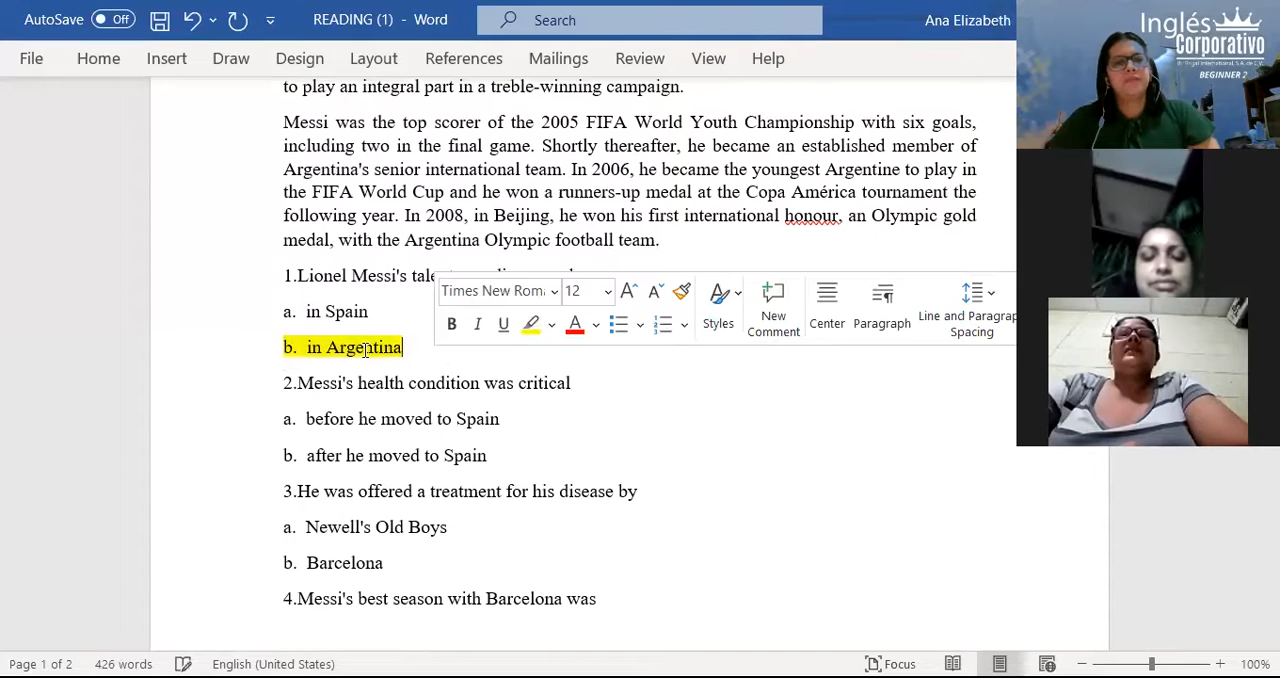 AutoSave Off READING (1) - Word Search Ana Elizabeth
File Home Insert Draw Design Layout References Mailings Review View Help
to play an integral part in a treble-winning campaign.
Messi was the top scorer of the 2005 FIFA World Youth Championship with six goals,
including two in the final game. Shortly thereafter, he became an established member of
Argentina's senior international team. In 2006, he became the youngest Argentine to play in
the FIFA World Cup and he won a runners-up medal at the Copa América tournament the
following year. In 2008, in Beijing, he won his first international honour, an Olympic gold
medal, with the Argentina Olympic football team.
1.Lionel Messi's
a. in Spain
b. in Argentina
Times New Roma 12
Styles
New
Comment
Center
Paragraph
Line and Paragraph
Spacing
2.Messi's health condition was critical
a. before he moved to Spain
b. after he moved to Spain
3.He was offered a treatment for his disease by
a. Newell's Old Boys
b. Barcelona
4.Messi's best season with Barcelona was
Page 1 of 2 426 words English (United States) Focus 100%
Inglés
Corporativo
BEGINNER 2